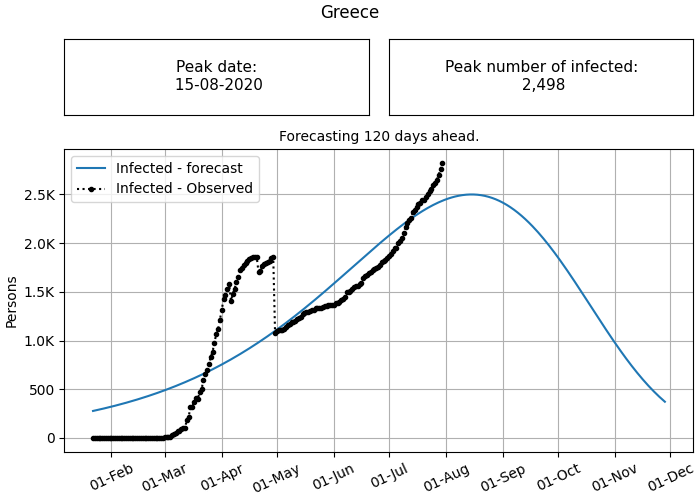 Greece
Peak date:
15-08-2020
Peak number of infected:
2,498
Forecasting 120 days ahead.
Infected - forecast
Infected - Observed
Persons
2.5K
2.0K
1.5K
1.0K
500
0
01-Feb
01-Mar
01-Apr
01-May
01-Jun
01-Jul
01-Aug
01-Sep
01-Oct
01-Nov
01-Dec